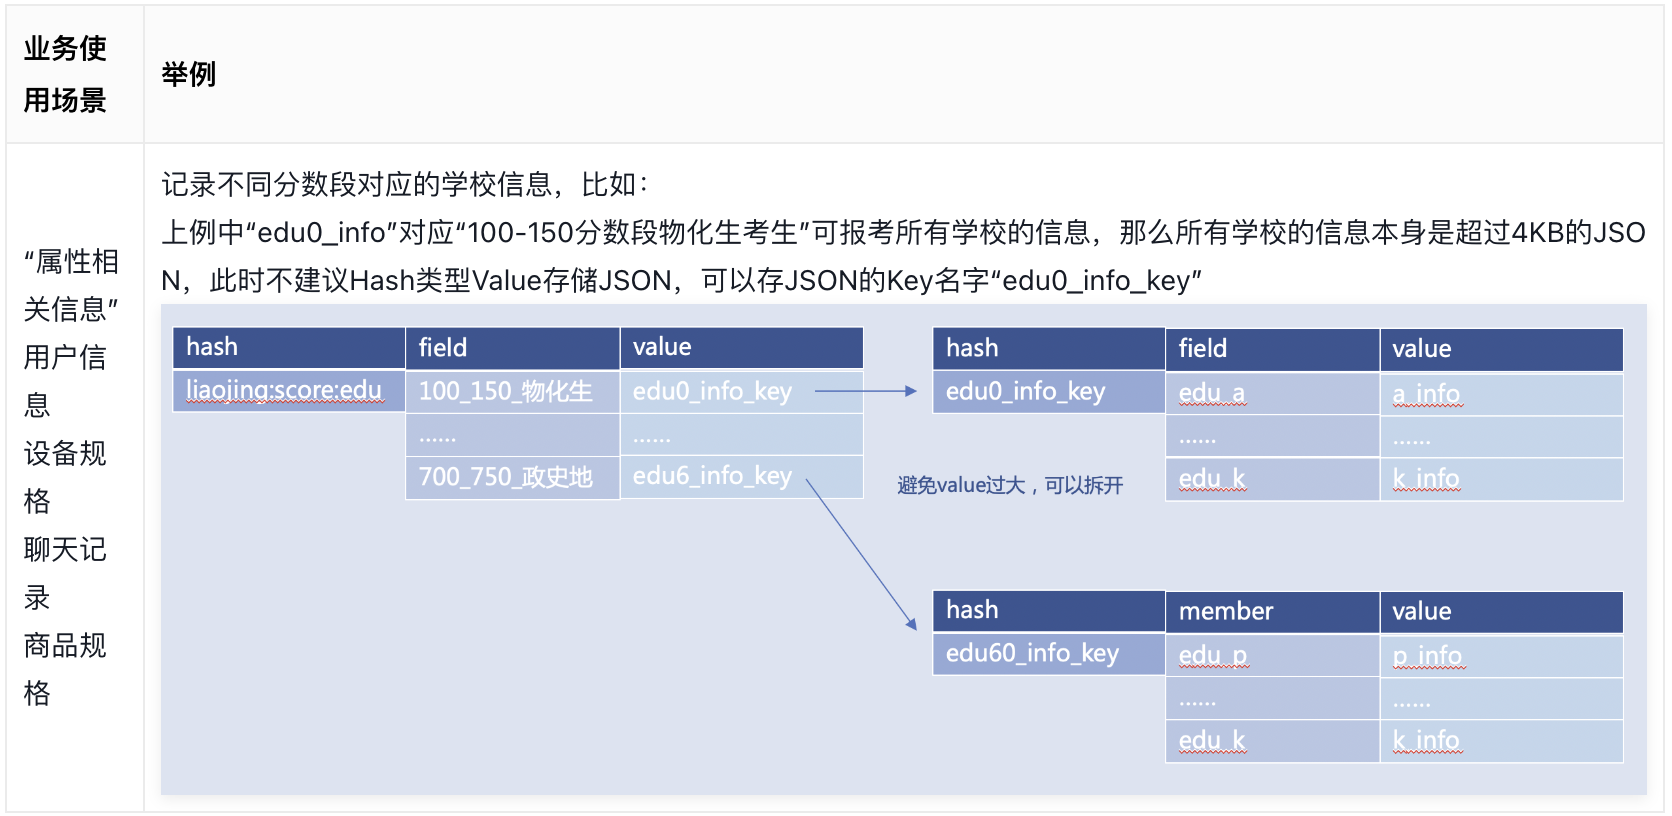 业务使
用场景
举例
“属性相
关信息”
用户信
息
设备规
格
聊天记
录
商品规
格
记录不同分数段对应的学校信息，比如：
上例中“edu0_info”对应“100-150分数段物化生考生”可报考所有学校的信息，那么所有学校的信息本身是超过4KB的JSO
N，此时不建议Hash类型Value存储JSON，可以存JSON的Key名字“edu0_info_key”
hash field value
liaojing:score:edu 100_150_物化生 edu0_info_key
...... ......
700_750_政史地 edu6_info_key
hash field value
edu0_info_key edu_a a_info
...... ......
edu_k k_info
避免value过大，可以拆开
hash member value
edu60_info_key edu_p p_info
...... ......
edu_k k_info